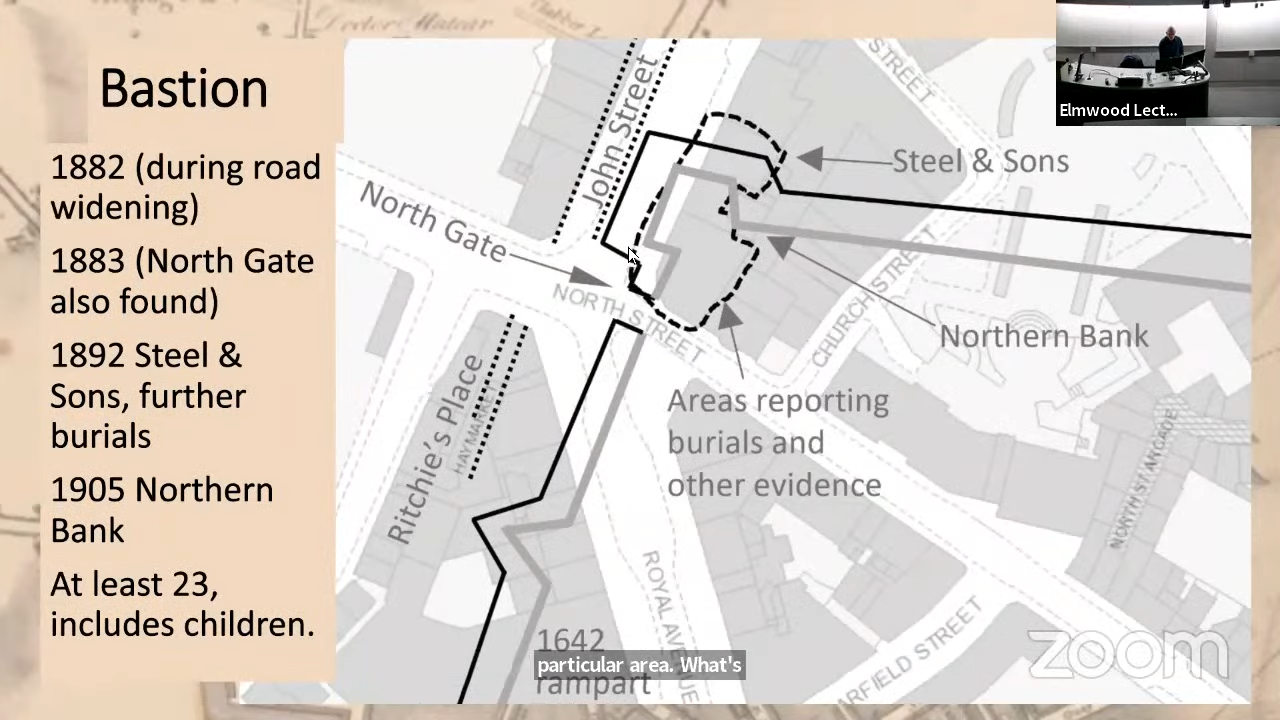 Doctor Matear
Bastion
1882 (during road
widening)
1883 (North Gate
also found)
1892 Steel &
Sons, further
burials
1905 Northern
Bank
At least 23,
includes children.
John Street
STREET
Elmwood Lect...
Steel & Sons
North Gate
NORTH STREET
CHURCH STREET
Northern Bank
Areas reporting
burials and
other evidence
Ritchie's Place
HAYMARKET
NORTH ST ARCADE
ROYAL AVENUE
ARFIELD STREET
1642
rampart
particular area. What's
zoom